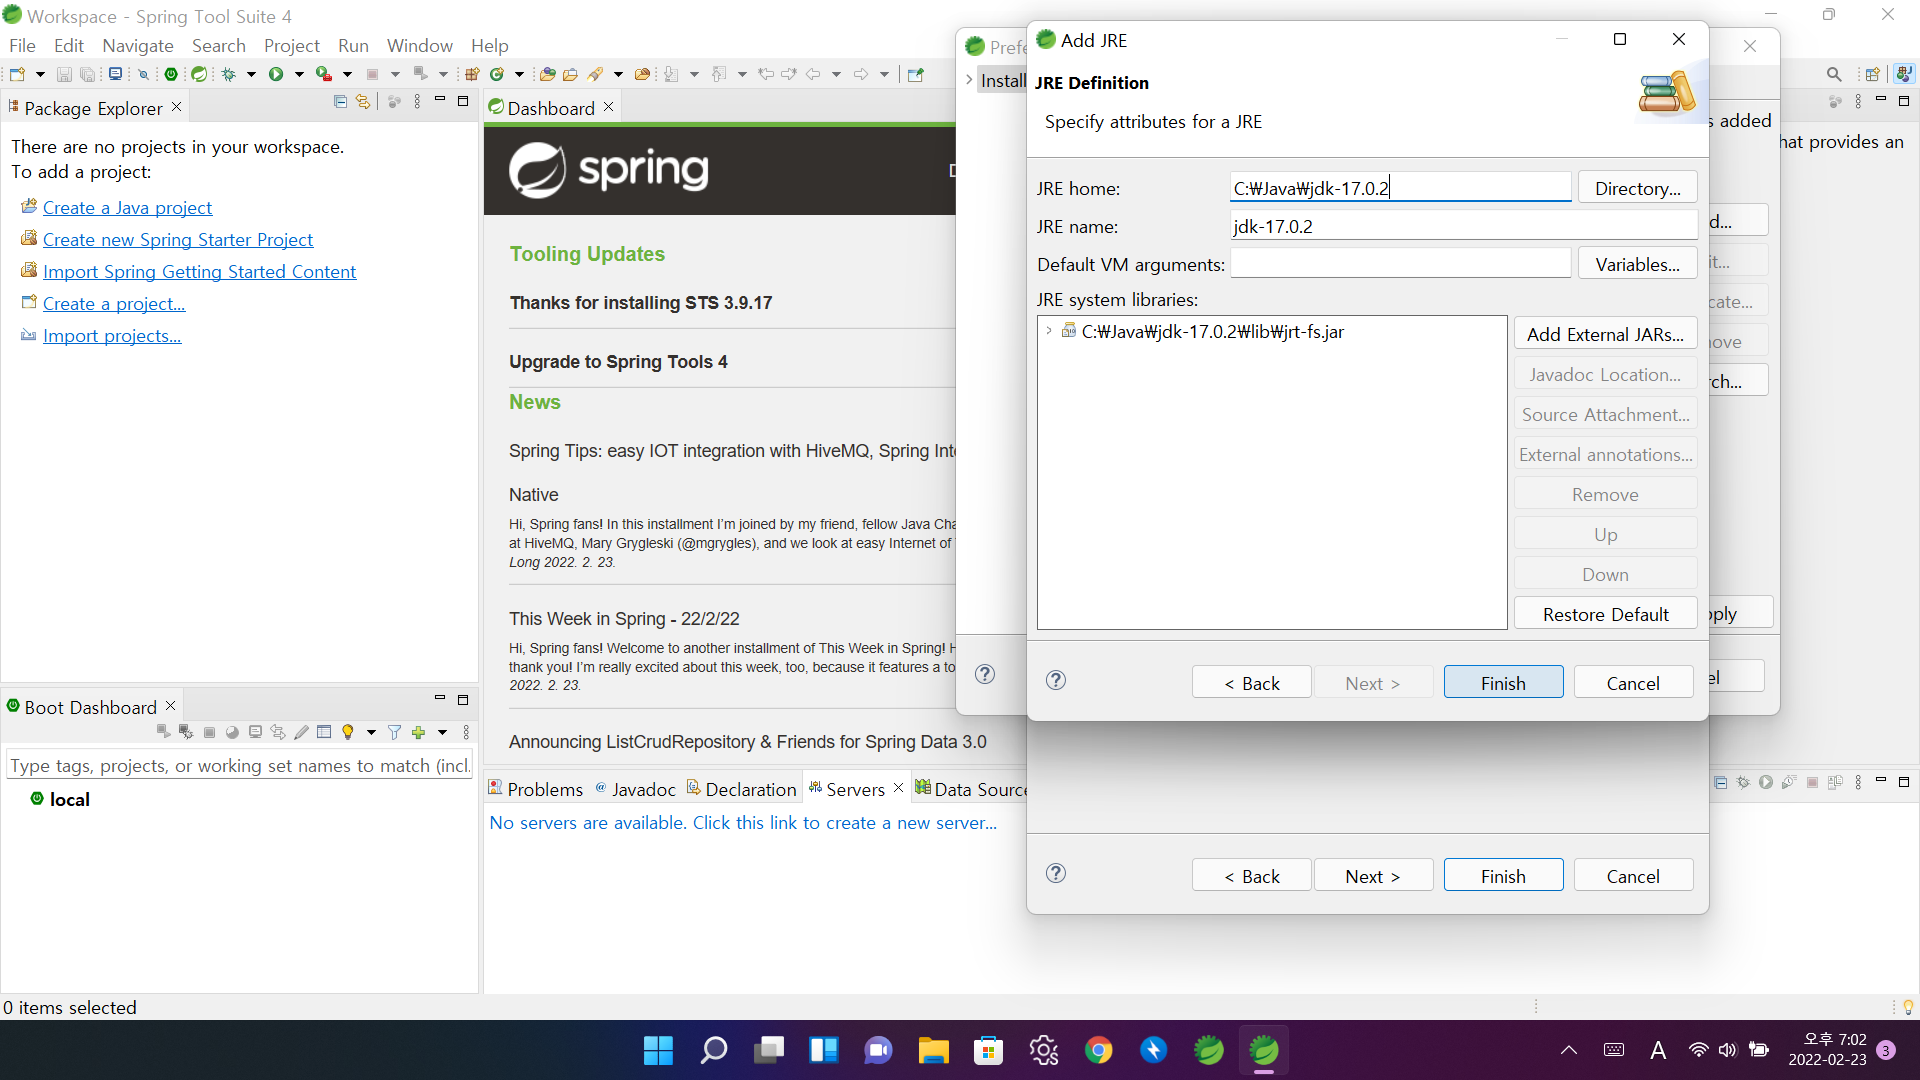 Workspace - Spring Tool Suite 4
File Edit Navigate Search Project Run Window Help
Package Explorer
There are no projects in your workspace.
To add a project:
Create a Java project
Create new Spring Starter Project
Import Spring Getting Started Content
Create a project...
Import projects...
Boot Dashboard
Type tags, projects, or working set names to match (incl.
local
0 items selected
Dashboard
spring
D
Tooling Updates
Thanks for installing STS 3.9.17
Upgrade to Spring Tools 4
News
Spring Tips: easy IOT integration with HiveMQ, Spring Inte
Native
Hi, Spring fans! In this installment I'm joined by my friend, fellow Java Cha
at HiveMQ, Mary Grygleski (@mgrygles), and we look at easy Internet of
Long 2022. 2. 23.
This Week in Spring - 22/2/22
Hi, Spring fans! Welcome to another installment of This Week in Spring! H
thank you! I'm really excited about this week, too, because it features a to
2022. 2. 23.
Announcing ListCrudRepository & Friends for Spring Data 3.0
Problems @ Javadoc Declaration Servers Data Source
No servers are available. Click this link to create a new server...
Prefe
Install
s added
hat provides an
d...
it...
cate...
ove
rch...
pply
el
Add JRE
JRE Definition
Specify attributes for a JRE
JRE home: C:₩Java₩jdk-17.0.2 Directory...
JRE name: jdk-17.0.2
Default VM arguments: Variables...
JRE system libraries:
C:₩Java₩jdk-17.0.2₩lib₩jrt-fs.jar
Add External JARs...
Javadoc Location...
Source Attachment...
External annotations...
Remove
Up
Down
Restore Default
< Back Next > Finish Cancel
< Back Next > Finish Cancel
A
오후 7:02
2022-02-23
3